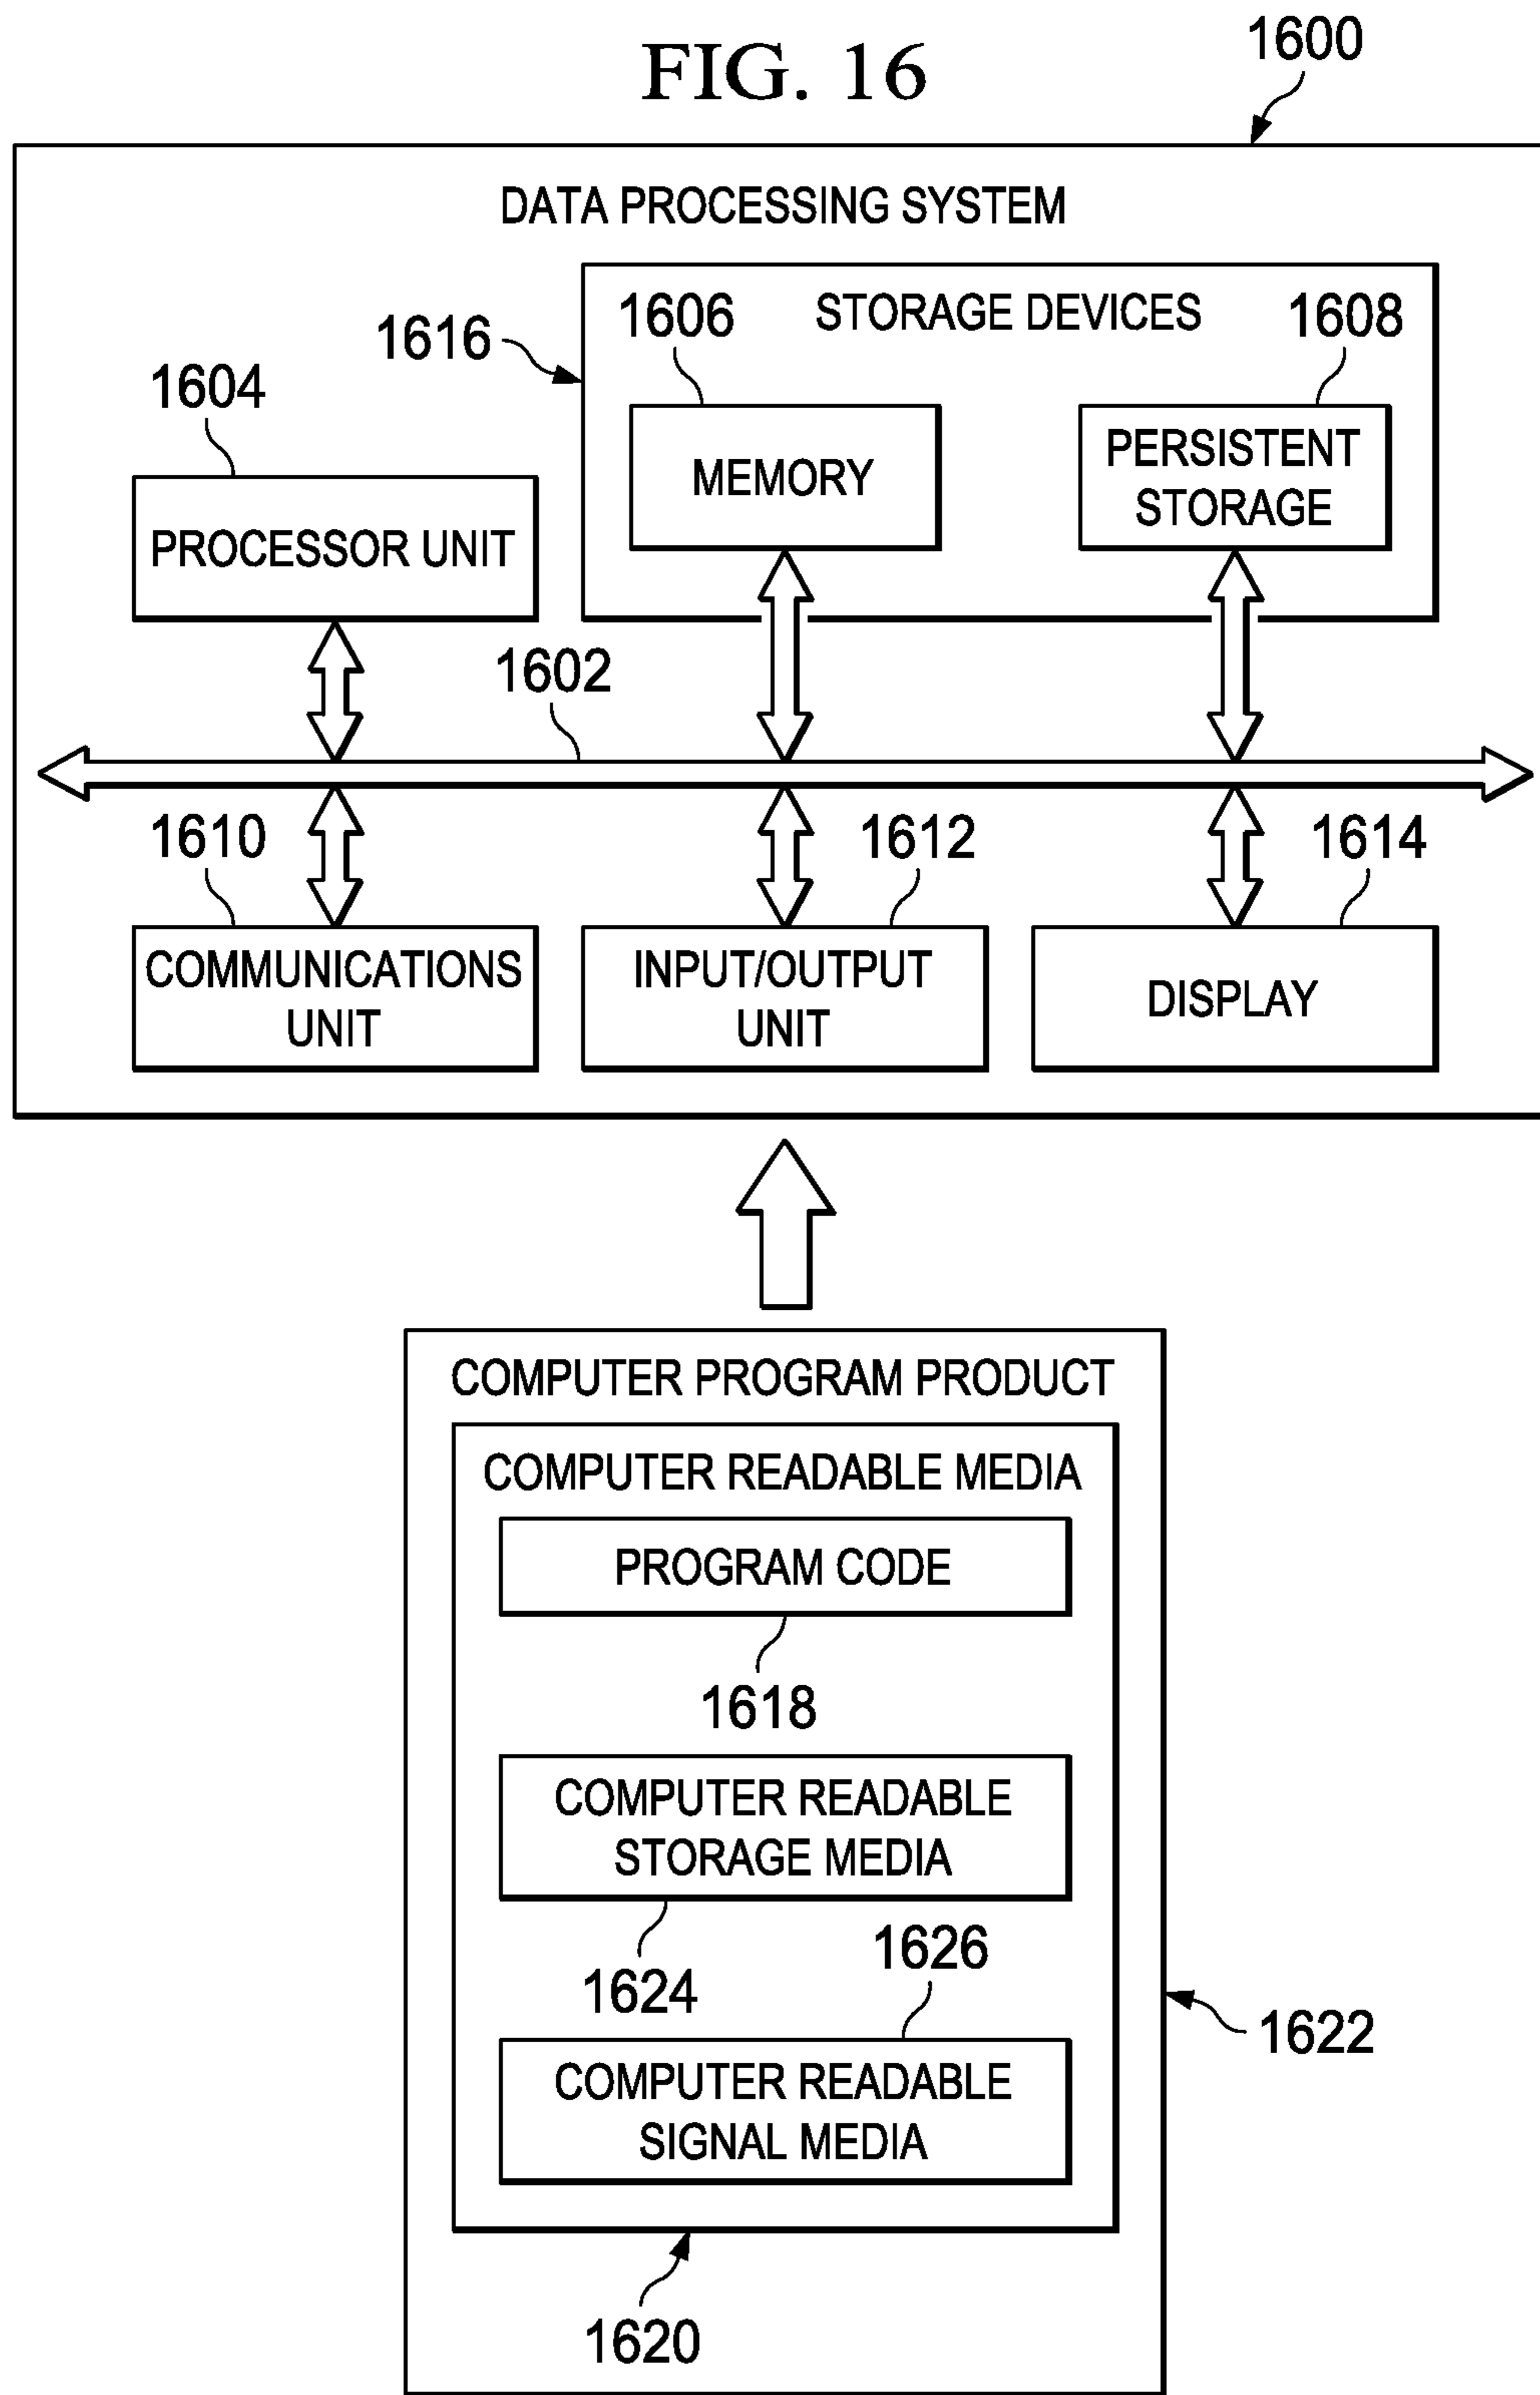 FIG. 16
1600
DATA PROCESSING SYSTEM
1616
1606
STORAGE DEVICES
1608
1604
MEMORY
PERSISTENT
STORAGE
PROCESSOR UNIT
1602
1610
1612
1614
COMMUNICATIONS
UNIT
INPUT/OUTPUT
UNIT
DISPLAY
COMPUTER PROGRAM PRODUCT
COMPUTER READABLE MEDIA
PROGRAM CODE
1618
COMPUTER READABLE
STORAGE MEDIA
1624
1626
1622
COMPUTER READABLE
SIGNAL MEDIA
1620